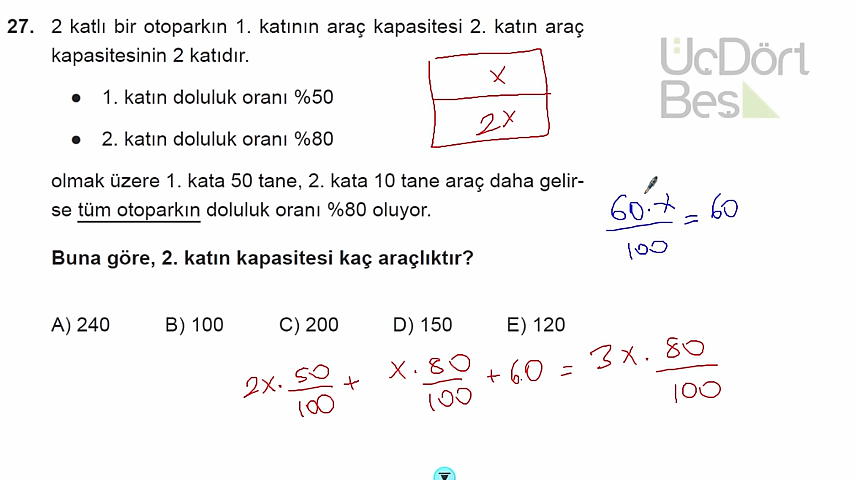 27. 2 katlı bir otoparkın 1. katının araç kapasitesi 2. katın araç
kapasitesinin 2 katıdır.
• 1. katın doluluk oranı %50
• 2. katın doluluk oranı %80
olmak üzere 1. kata 50 tane, 2. kata 10 tane araç daha gelir-
se tüm otoparkın doluluk oranı %80 oluyor.
Buna göre, 2. katın kapasitesi kaç araçlıktır?
A) 240 B) 100 C) 200 D) 150 E) 120
x
2x
ÜçDört
Beş
60.x/100 = 60
2x.50/100 + x.80/100 + 60 = 3x.80/100